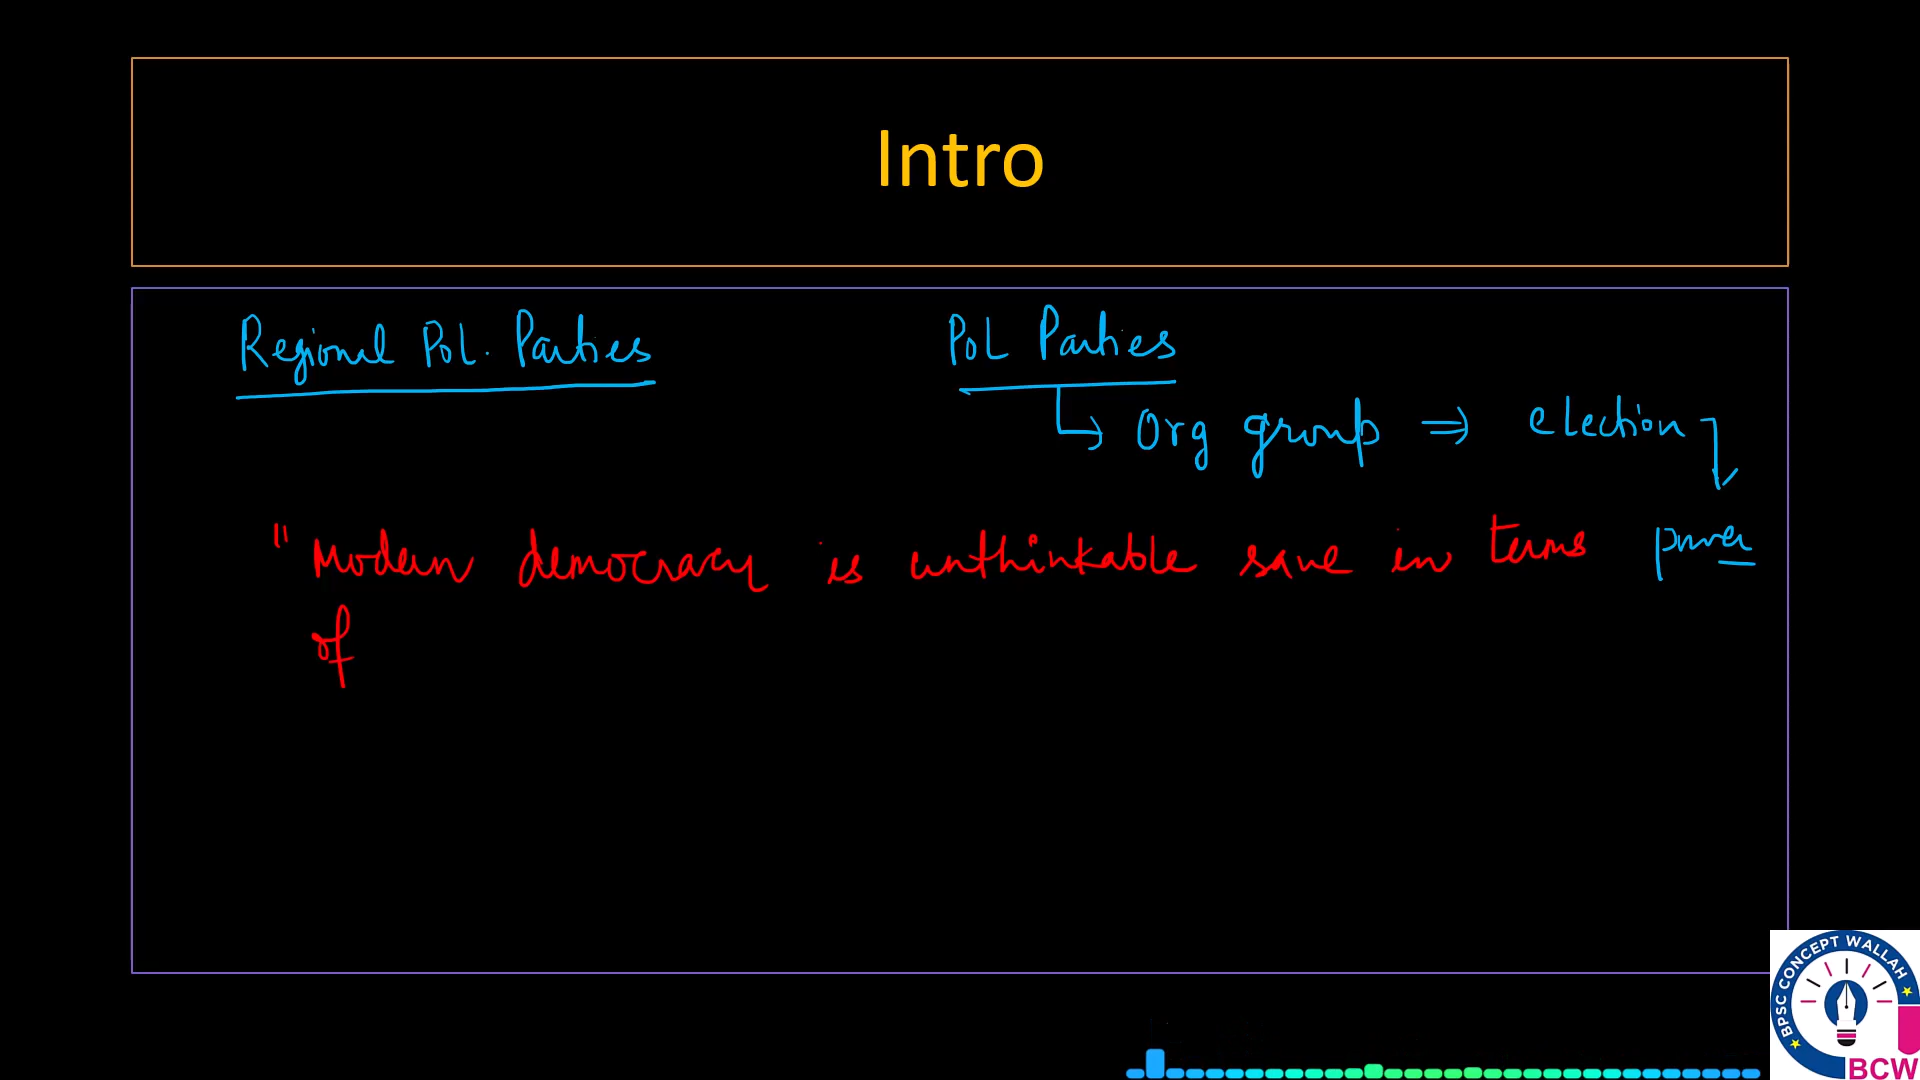 Intro
Regional Pol. Parties
Pol Parties
↳ Org group ⇒ election
power
" Modern democracy is unthinkable save in terms
of
BPSC CONCEPT WALLAH
BCW